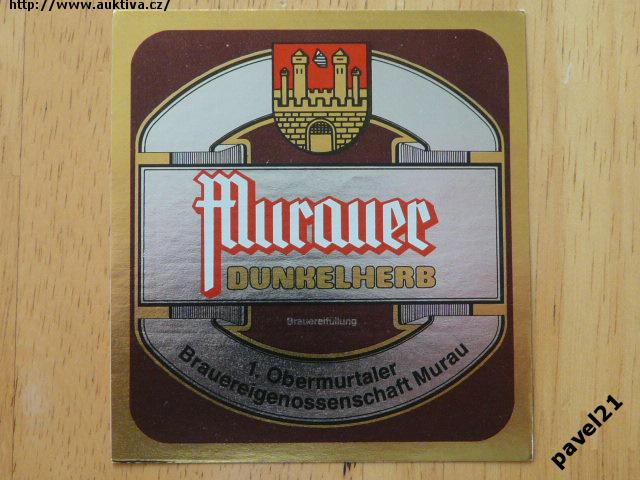 http://www.auktiva.cz/
Murauer
DUNKELHERB
Brauereifüllung
1. Obermurtaler
Brauereigenossenschaft Murau
pavel21